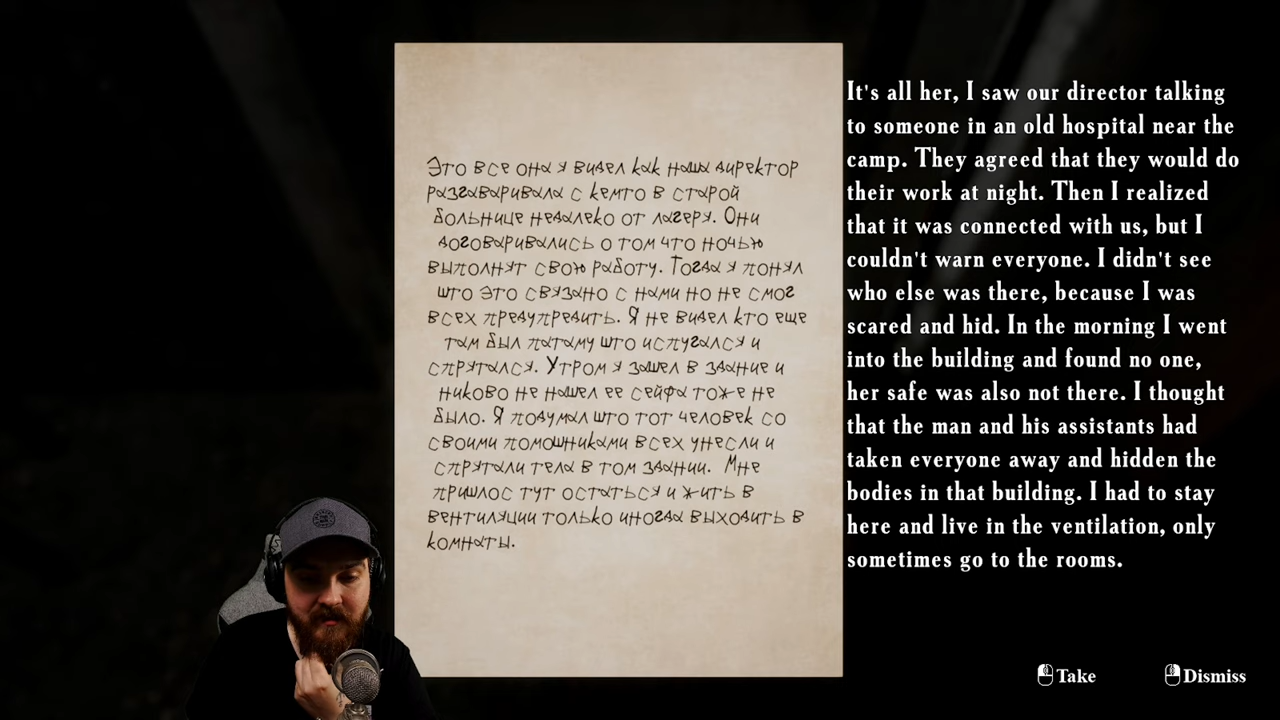 Это все она я видел как наша директор
разгаваривала с кемто в старой
больнице недалеко от лагеря. Они
договаривались о том что ночью
выполнят свою работу. Тогда я понял
што это связано с нами но не смог
всех предупредить. Я не видел кто еще
там был патаму што испугался и
спрятался. Утром я зашел в здание и
никово не нашел ее сейфа тоже не
было. Я подумал што тот человек со
своими помошниками всех унесли и
спрятали тела в том здании. Мне
пришлос тут остаться и жить в
вентиляции только иногда выходить в
комнаты.
It's all her, I saw our director talking
to someone in an old hospital near the
camp. They agreed that they would do
their work at night. Then I realized
that it was connected with us, but I
couldn't warn everyone. I didn't see
who else was there, because I was
scared and hid. In the morning I went
into the building and found no one,
her safe was also not there. I thought
that the man and his assistants had
taken everyone away and hidden the
bodies in that building. I had to stay
here and live in the ventilation, only
sometimes go to the rooms.
Take
Dismiss